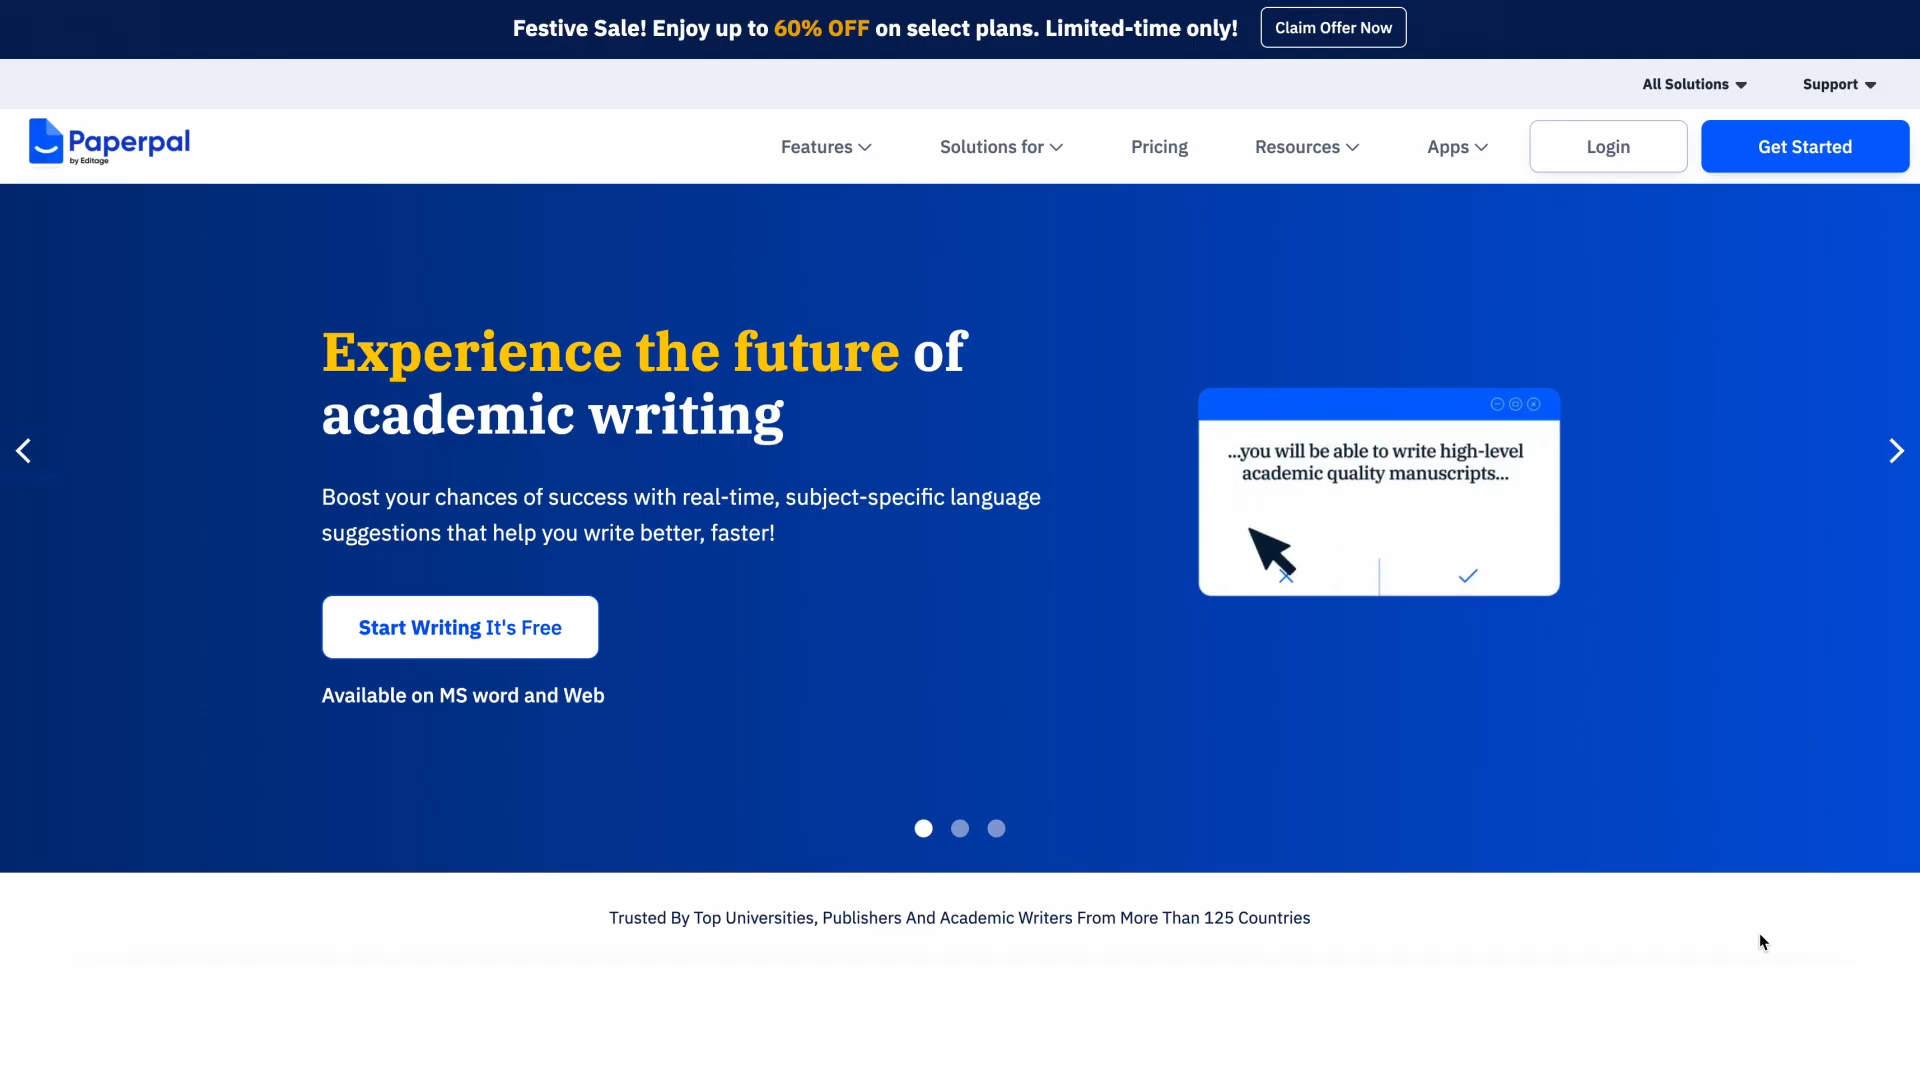 Festive Sale! Enjoy up to 60% OFF on select plans. Limited-time only! Claim Offer Now
All Solutions Support
Paperpal
by Editage
Features Solutions for Pricing Resources Apps Login Get Started
Experience the future of
academic writing
Boost your chances of success with real-time, subject-specific language
suggestions that help you write better, faster!
Start Writing It's Free
Available on MS word and Web
...you will be able to write high-level
academic quality manuscripts...
Trusted By Top Universities, Publishers And Academic Writers From More Than 125 Countries